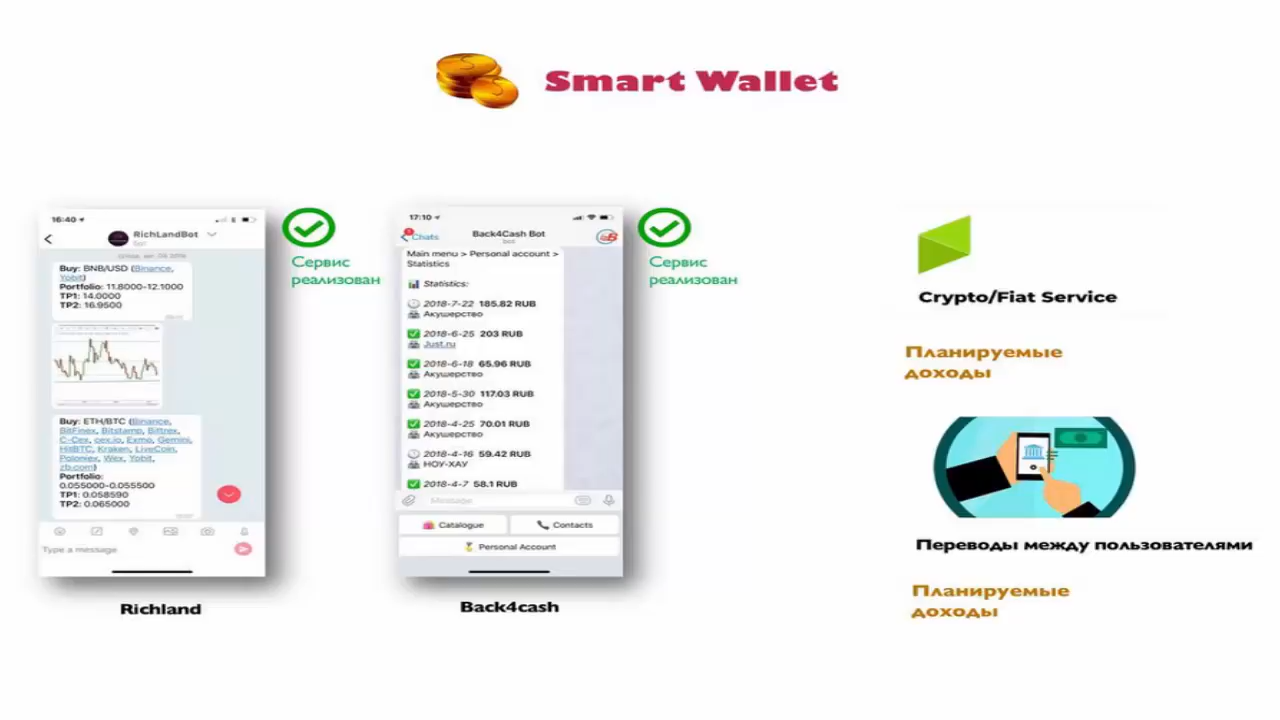 Smart Wallet
16:40
RichLandBot
Buy: BNB/USD (Binance,
Yobit)
Portfolio: 11.8000-12.1000
TP1: 14.0000
TP2: 16.9500
Buy: ETH/BTC (Binance,
BitFinex, Bitstamp, Bittrex,
C-Cex, cex.io, Exmo, Gemini,
HitBTC, Kraken, LiveCoin,
Poloniex, Wex, Yobit,
zb.com)
Portfolio:
0.055000-0.055500
TP1: 0.058590
TP2: 0.065000
Type a message
Richland
Сервис
реализован
17:10
Chats
Back4Cash Bot
bot
Main menu > Personal account >
Statistics
Statistics:
2018-7-22 185.82 RUB
Акушерство
2018-6-25 203 RUB
Just.ru
2018-6-18 65.96 RUB
Акушерство
2018-5-30 117.03 RUB
Акушерство
2018-4-25 70.01 RUB
Акушерство
2018-4-16 59.42 RUB
НОУ-ХАУ
2018-4-7 58.1 RUB
Message
Catalogue
Contacts
Personal Account
Back4cash
Сервис
реализован
Crypto/Fiat Service
Планируемые
доходы
Переводы между пользователями
Планируемые
доходы